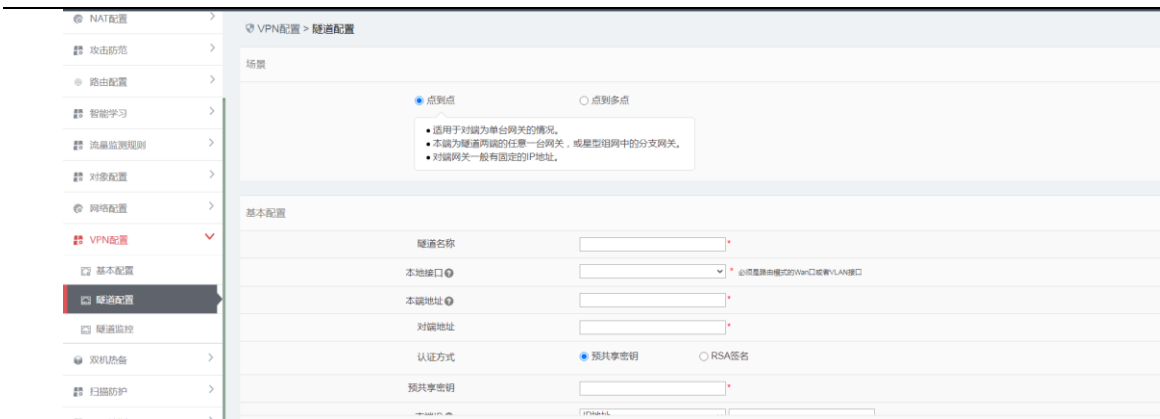 NAT配置
VPN配置 > 隧道配置
攻击防范
场景
路由配置
点到点
点到多点
智能学习
适用于对端为单台网关的情况。
本端为隧道两端的任意一台网关，或星型组网中的分支网关。
对端网关一般有固定的IP地址。
流量监测规则
对象配置
网络配置
基本配置
VPN配置
隧道名称
*
基本配置
本地接口
* 必须是路由模式的Wan口或者VLAN接口
隧道配置
本端地址
*
隧道监控
对端地址
*
双机热备
认证方式
预共享密钥
RSA签名
扫描防护
预共享密钥
*
IP地址